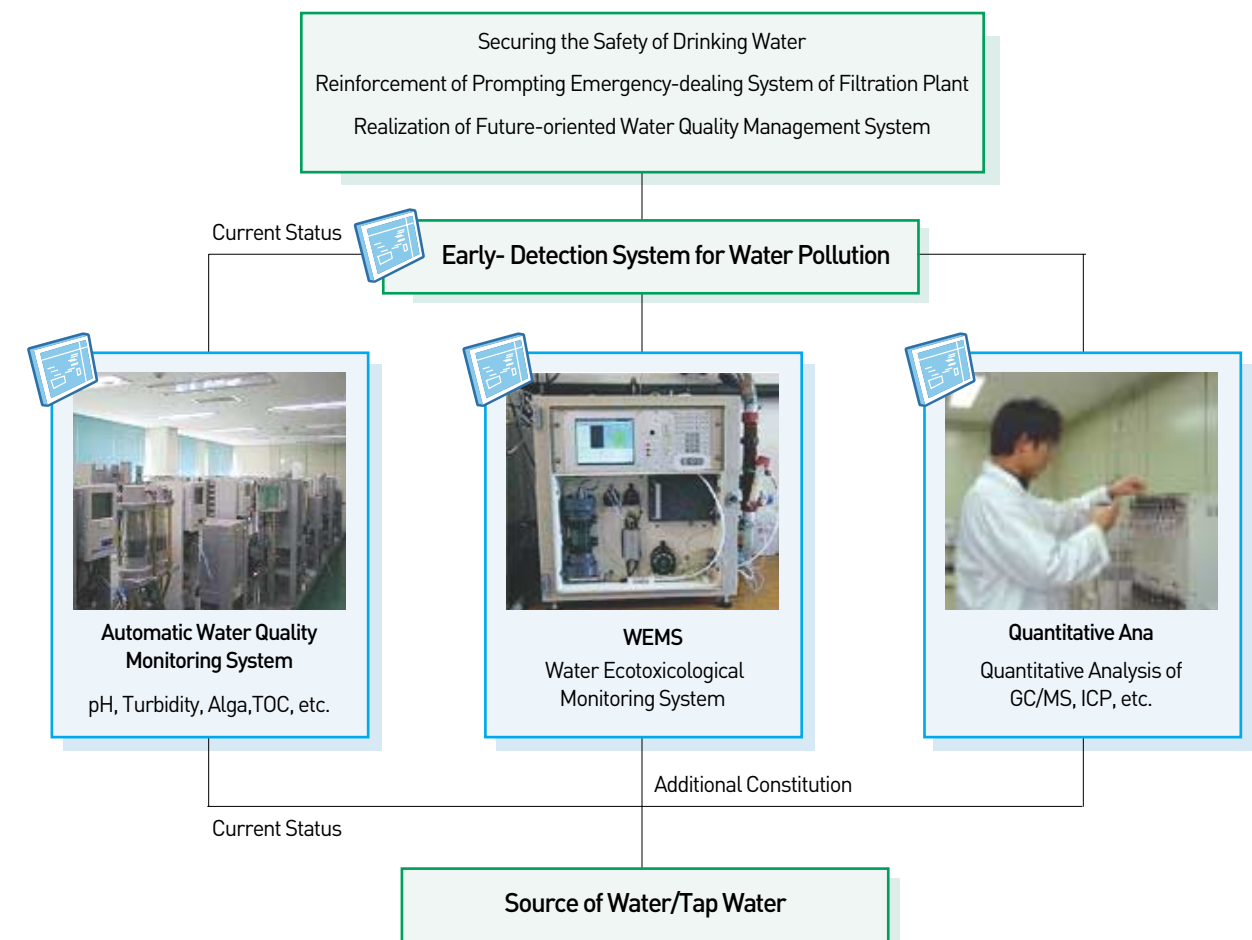 Securing the Safety of Drinking Water
Reinforcement of Prompting Emergency-dealing System of Filtration Plant
Realization of Future-oriented Water Quality Management System
Current Status
Early- Detection System for Water Pollution
Automatic Water Quality
Monitoring System
pH, Turbidity, Alga,TOC, etc.
WEMS
Water Ecotoxicological
Monitoring System
Quantitative Ana
Quantitative Analysis of
GC/MS, ICP, etc.
Additional Constitution
Current Status
Source of Water/Tap Water